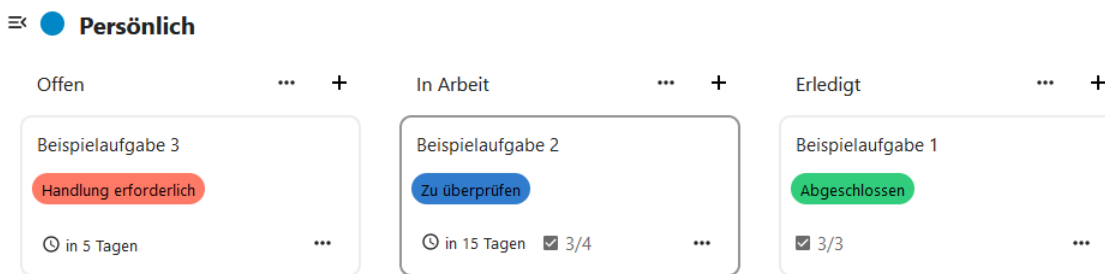 Persönlich
Offen
Beispielaufgabe 3
Handlung erforderlich
in 5 Tagen
In Arbeit
Beispielaufgabe 2
Zu überprüfen
in 15 Tagen 3/4
Erledigt
Beispielaufgabe 1
Abgeschlossen
3/3